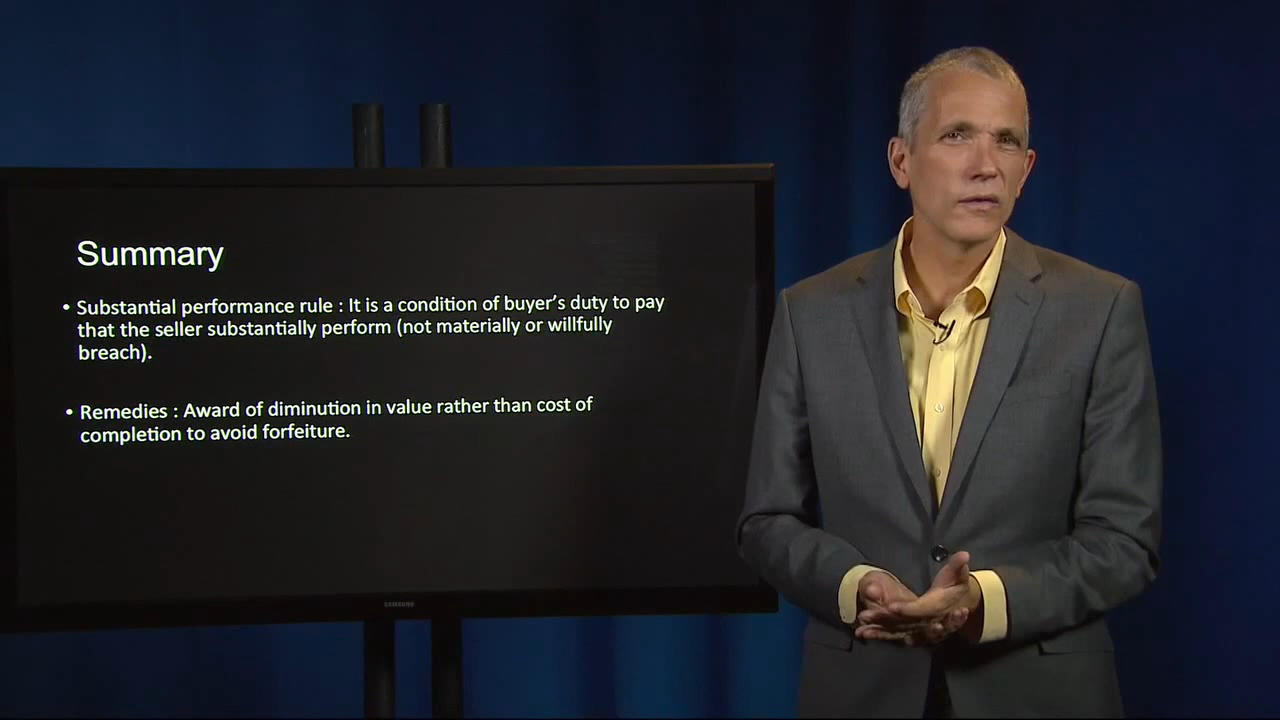 Summary
• Substantial performance rule : It is a condition of buyer's duty to pay
that the seller substantially perform (not materially or willfully
breach).
• Remedies : Award of diminution in value rather than cost of
completion to avoid forfeiture.
SAMSUNG